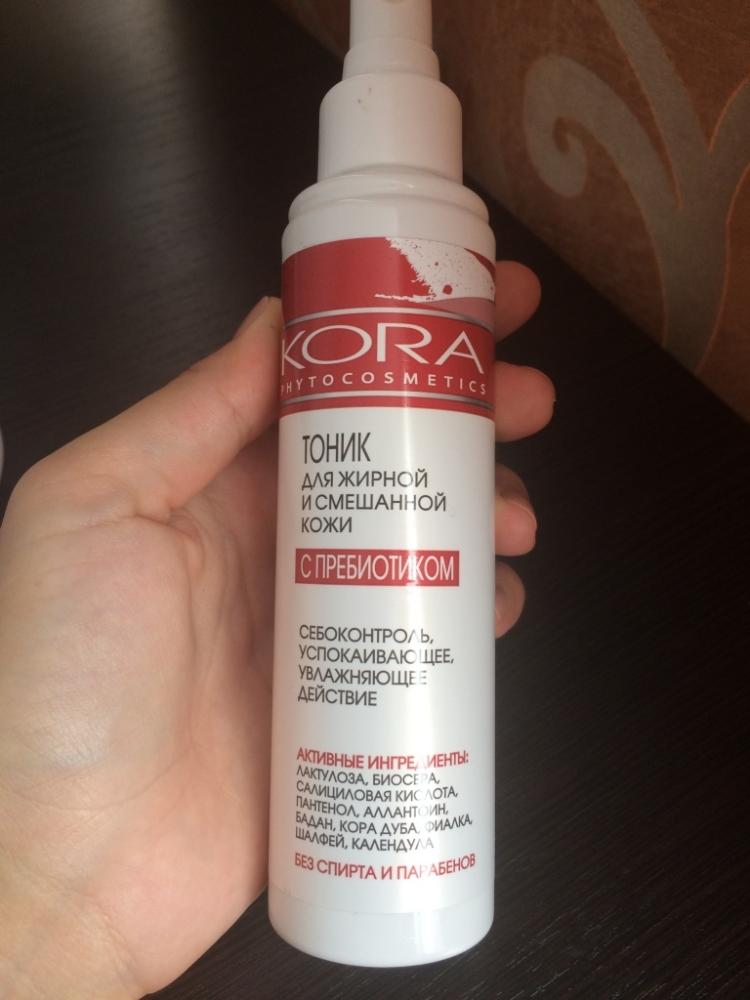 KORA
PHYTOCOSMETICS
ТОНИК
ДЛЯ ЖИРНОЙ
И СМЕШАННОЙ
КОЖИ
С ПРЕБИОТИКОМ
СЕБОКОНТРОЛЬ,
УСПОКАИВАЮЩЕЕ,
УВЛАЖНЯЮЩЕЕ
ДЕЙСТВИЕ
АКТИВНЫЕ ИНГРЕДИЕНТЫ:
ЛАКТУЛОЗА, БИОСЕРА,
САЛИЦИЛОВАЯ КИСЛОТА,
ПАНТЕНОЛ, АЛЛАНТОИН,
БАДАН, КОРА ДУБА, ФИАЛКА,
ШАЛФЕЙ, КАЛЕНДУЛА
БЕЗ СПИРТА И ПАРАБЕНОВ